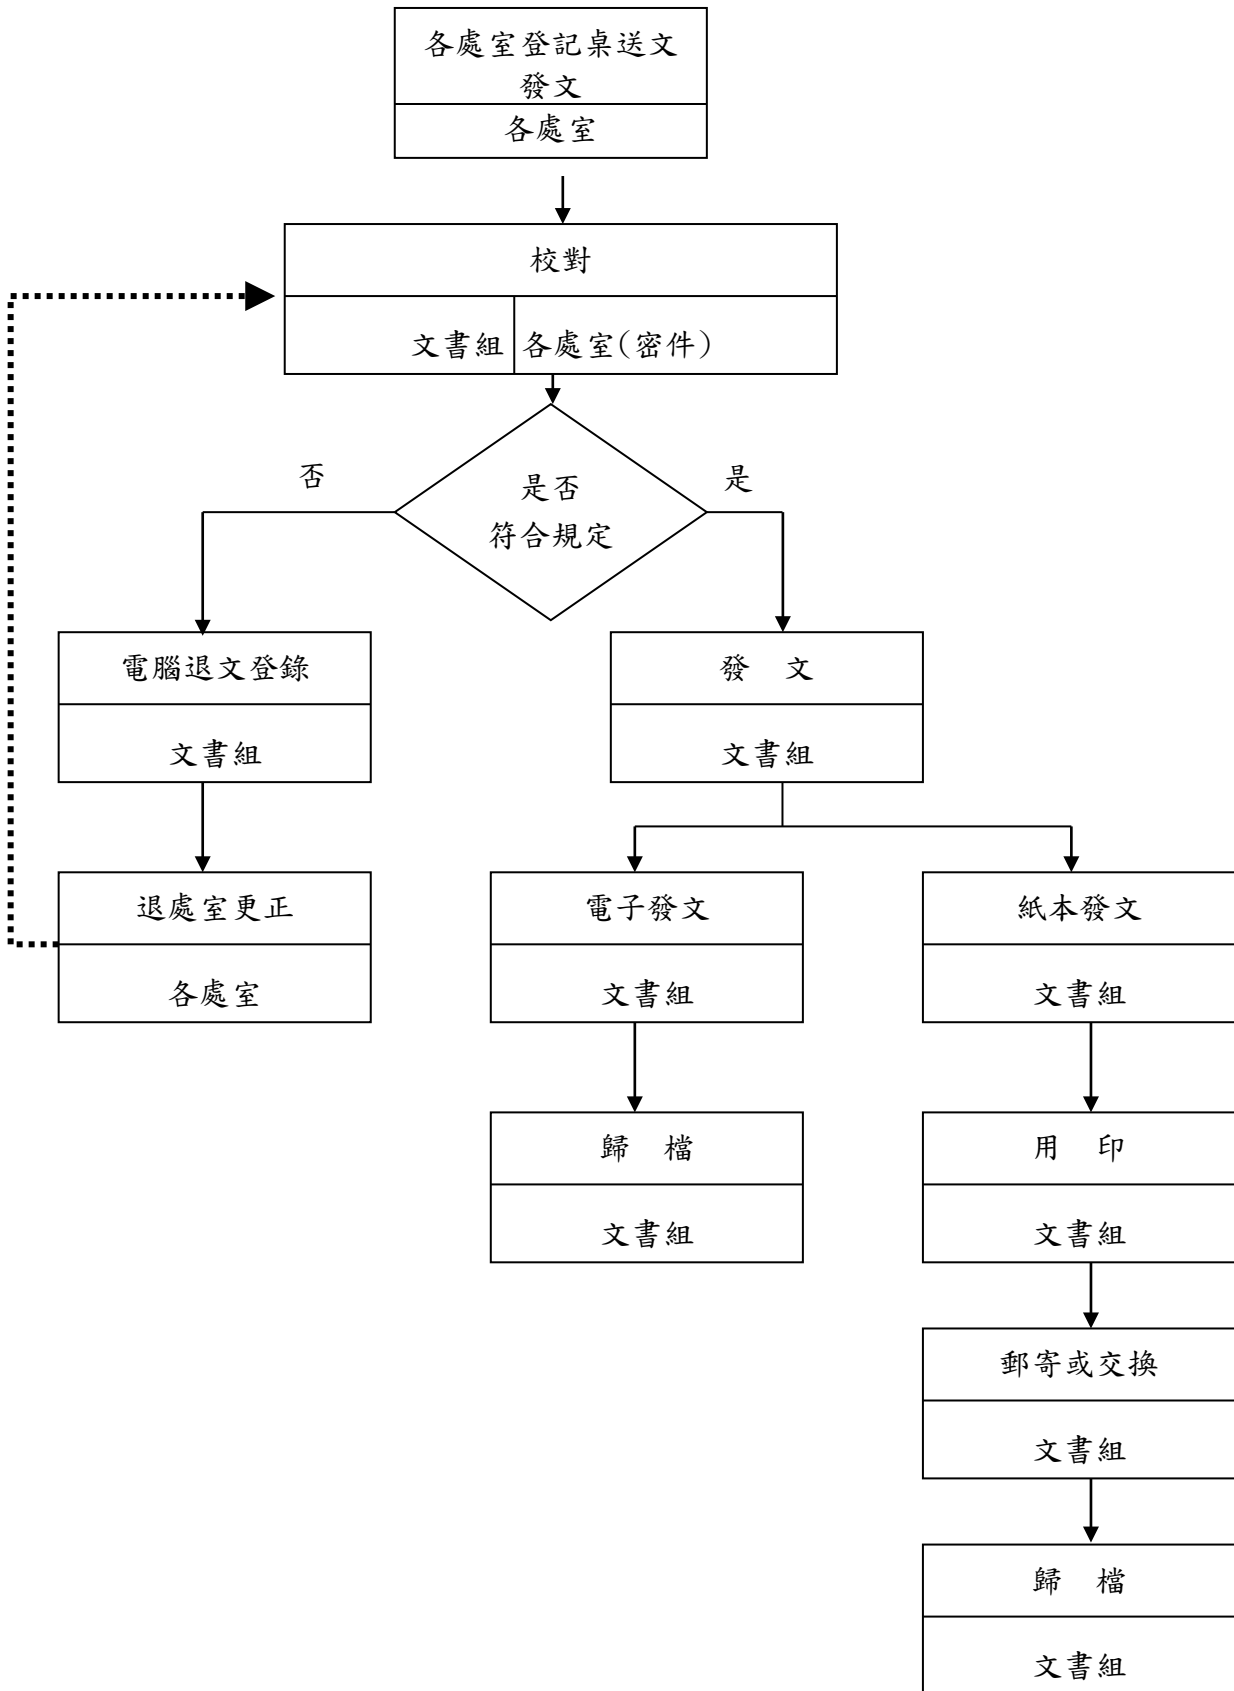 各處室登記桌送文
發文
各處室
校對
文書組 各處室(密件)
否
是
是否
符合規定
電腦退文登錄
文書組
發　文
文書組
退處室更正
各處室
電子發文
文書組
紙本發文
文書組
歸　檔
文書組
用　印
文書組
郵寄或交換
文書組
歸　檔
文書組